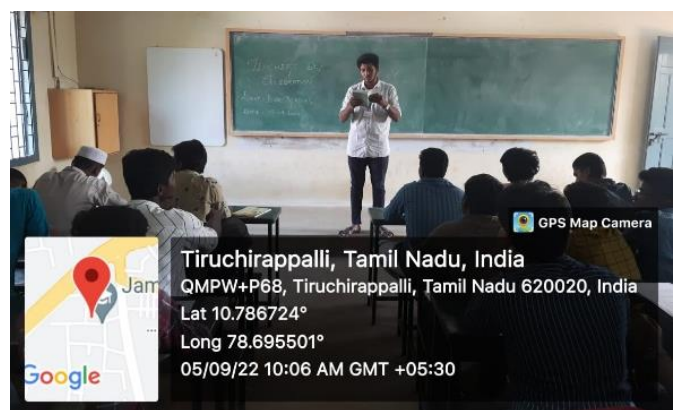 GPS Map Camera
Jam
Google
Tiruchirappalli, Tamil Nadu, India
QMPW+P68, Tiruchirappalli, Tamil Nadu 620020, India
Lat 10.786724°
Long 78.695501°
05/09/22 10:06 AM GMT +05:30